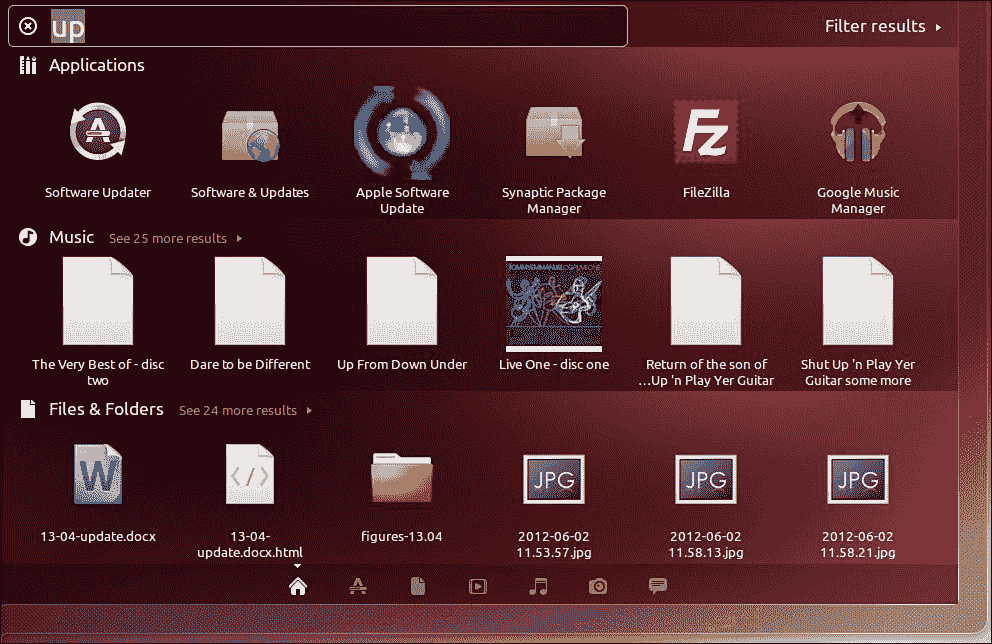 up
Filter results
Applications
Software Updater
Software & Updates
Apple Software
Update
Synaptic Package
Manager
Fz
FileZilla
Google Music
Manager
Music See 25 more results
The Very Best of - disc
two
Dare to be Different
Up From Down Under
TOMMYEMMANUELLIVEONE
Live One - disc one
Return of the son of
...Up 'n Play Yer Guitar
Shut Up 'n Play Yer
Guitar some more
Files & Folders See 24 more results
W
</>
JPG
JPG
JPG
13-04-update.docx
13-04-
update.docx.html
figures-13.04
2012-06-02
11.53.57.jpg
2012-06-02
11.58.13.jpg
2012-06-02
11.58.21.jpg